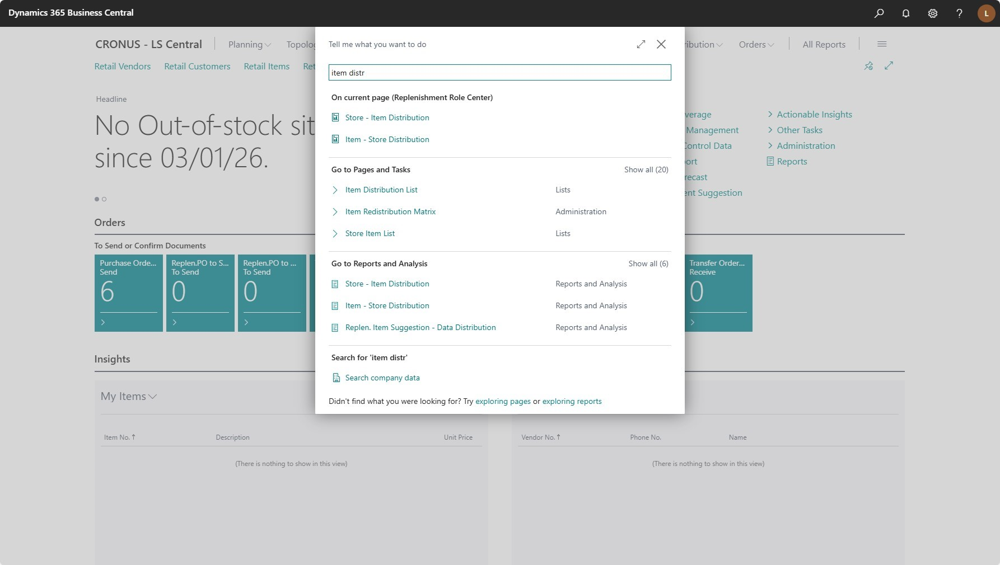 Dynamics 365 Business Central
L
CRONUS - LS Central
Planning
Orders
All Reports
Retail Vendors
Retail Customers
Retail Items
Headline
No Out-of-stock
since 03/01/26.
Management
Control Data
Actionable Insights
Other Tasks
Administration
Reports
Suggestion
Tell me what you want to do
item distr
On current page (Replenishment Role Center)
Store - Item Distribution
Item - Store Distribution
Go to Pages and Tasks
Show all (20)
Item Distribution List
Lists
Item Redistribution Matrix
Administration
Store Item List
Lists
Go to Reports and Analysis
Show all (6)
Store - Item Distribution
Reports and Analysis
Item - Store Distribution
Reports and Analysis
Replen. Item Suggestion - Data Distribution
Reports and Analysis
Search for 'item distr'
Search company data
Didn't find what you were looking for? Try exploring pages or exploring reports
Orders
To Send or Confirm Documents
Purchase Orde...
Send
6
Replen.PO to S...
To Send
0
Replen.PO to ...
To Send
0
Transfer Order...
Receive
0
Insights
My Items
Item No.
Description
Unit Price
(There is nothing to show in this view)
Vendor No.
Phone No.
Name
(There is nothing to show in this view)